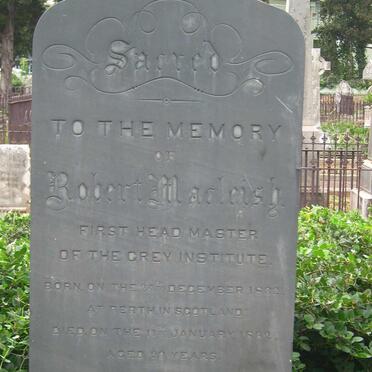 Sacred
TO THE MEMORY
OF
Robert Macleish.
FIRST HEAD MASTER
OF THE GREY INSTITUTE.
BORN ON THE DECEMBER
AT PERTH IN SCOTLAND
DIED ON THE JANUARY
AGED YEARS